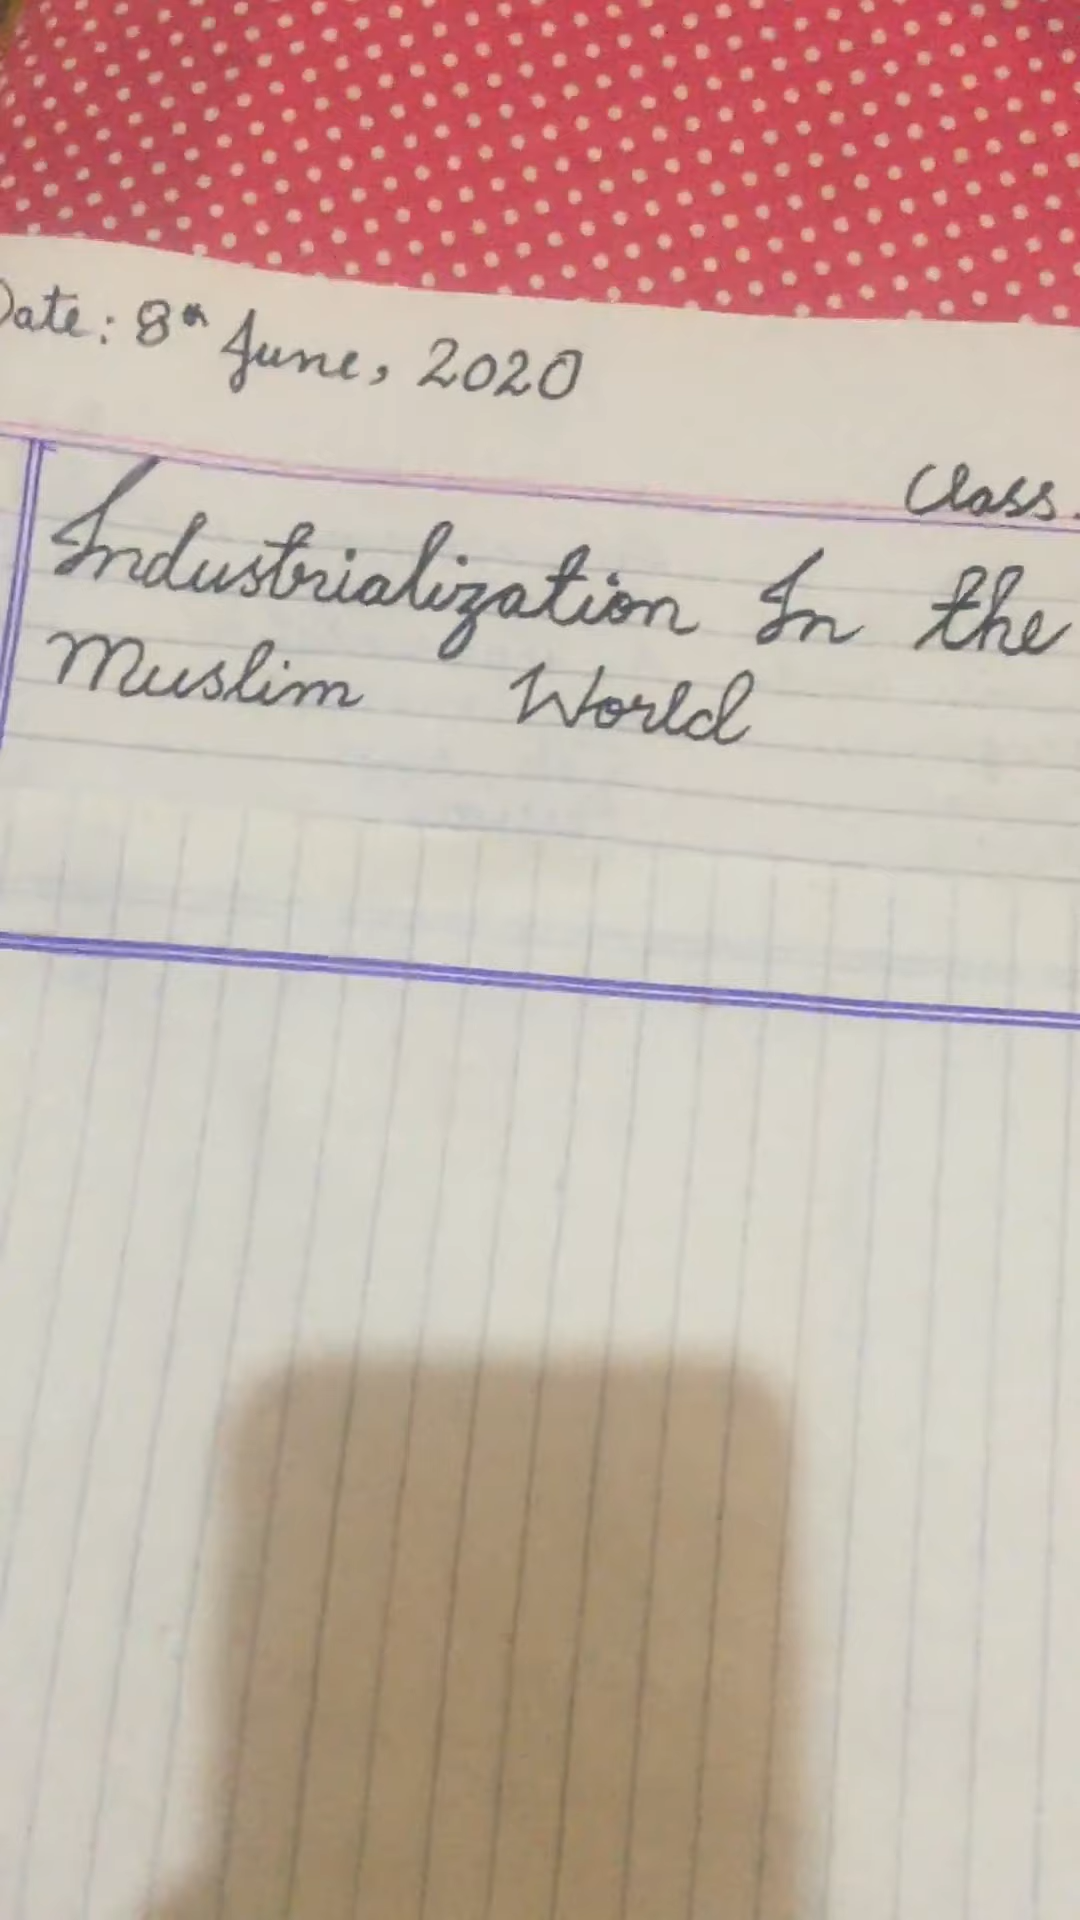 Date: 8th June, 2020
Class.
Industrialization In the
Muslim World